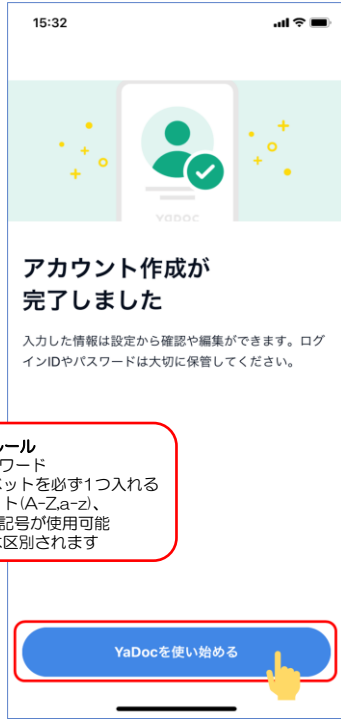 15:32
YaDoc
アカウント作成が
完了しました
入力した情報は設定から確認や編集ができます。ログ
インIDやパスワードは大切に保管してください。
ルール
ワード
ットを必ず1つ入れる
ト(A-Z,a-z)、
記号が使用可能
区別されます
YaDocを使い始める